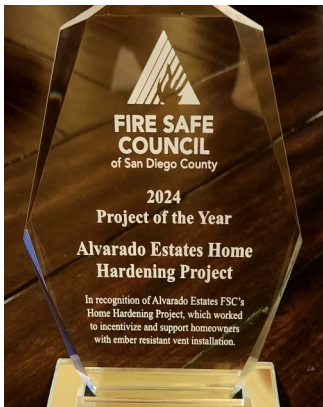 FIRE SAFE
COUNCIL
of San Diego County
2024
Project of the Year
Alvarado Estates Home
Hardening Project
In recognition of Alvarado Estates FSC's
Home Hardening Project, which worked
to incentivize and support homeowners
with ember resistant vent installation.